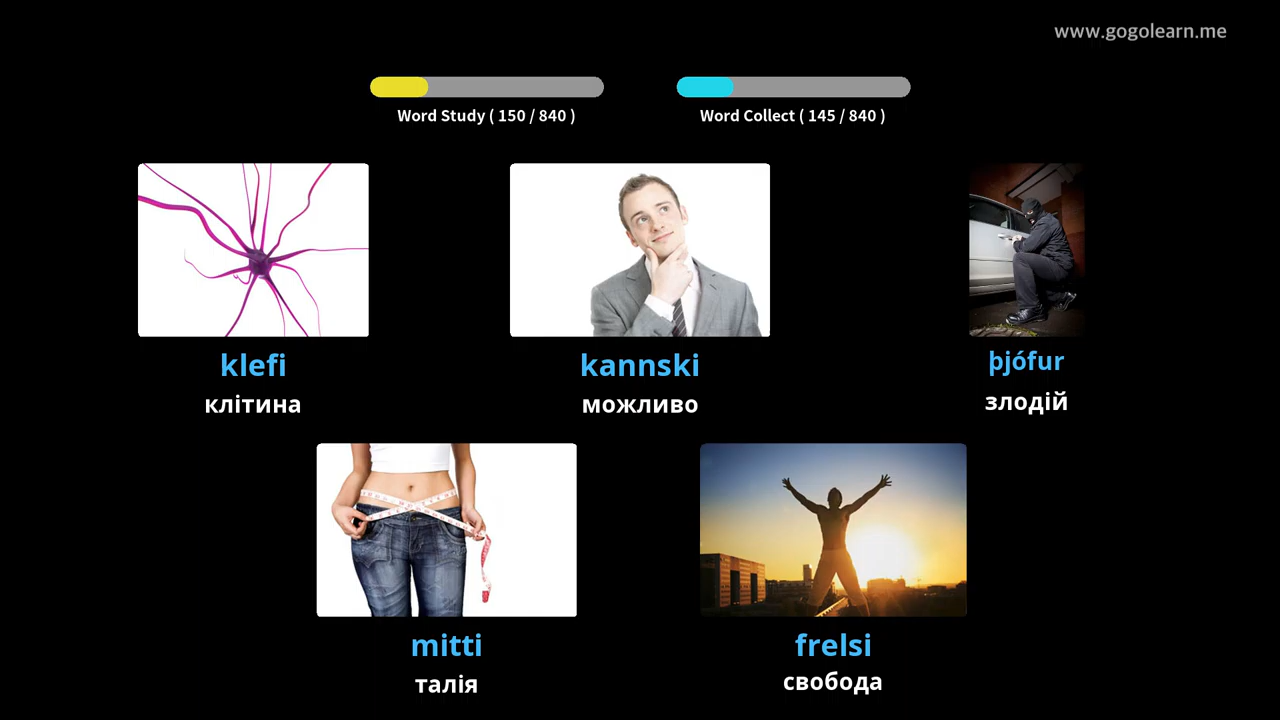 www.gogolearn.me
Word Study ( 150 / 840 )
Word Collect ( 145 / 840 )
klefi
клітина
kannski
можливо
þjófur
злодій
mitti
талія
frelsi
свобода